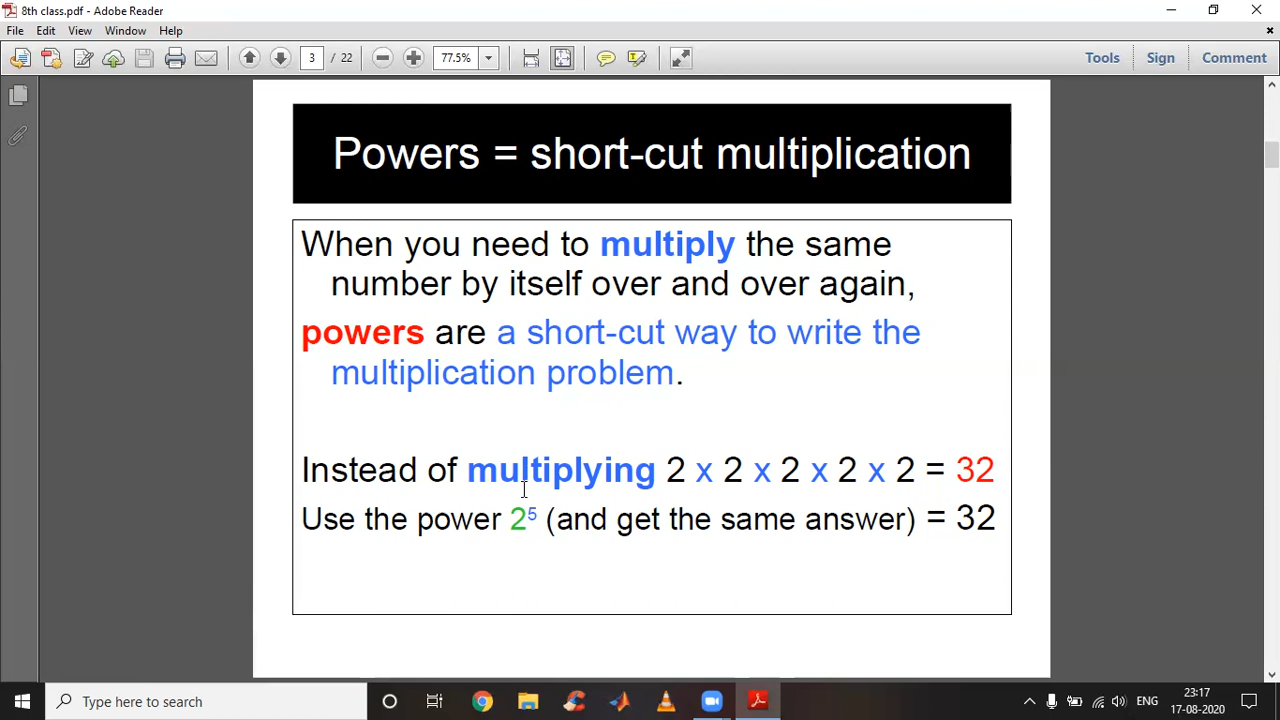 8th class.pdf - Adobe Reader
File Edit View Window Help
3 / 22 77.5% Tools Sign Comment
Powers = short-cut multiplication
When you need to multiply the same
number by itself over and over again,
powers are a short-cut way to write the
multiplication problem.
Instead of multiplying 2 x 2 x 2 x 2 x 2 = 32
Use the power 2⁵ (and get the same answer) = 32
Type here to search
ENG
23:17
17-08-2020